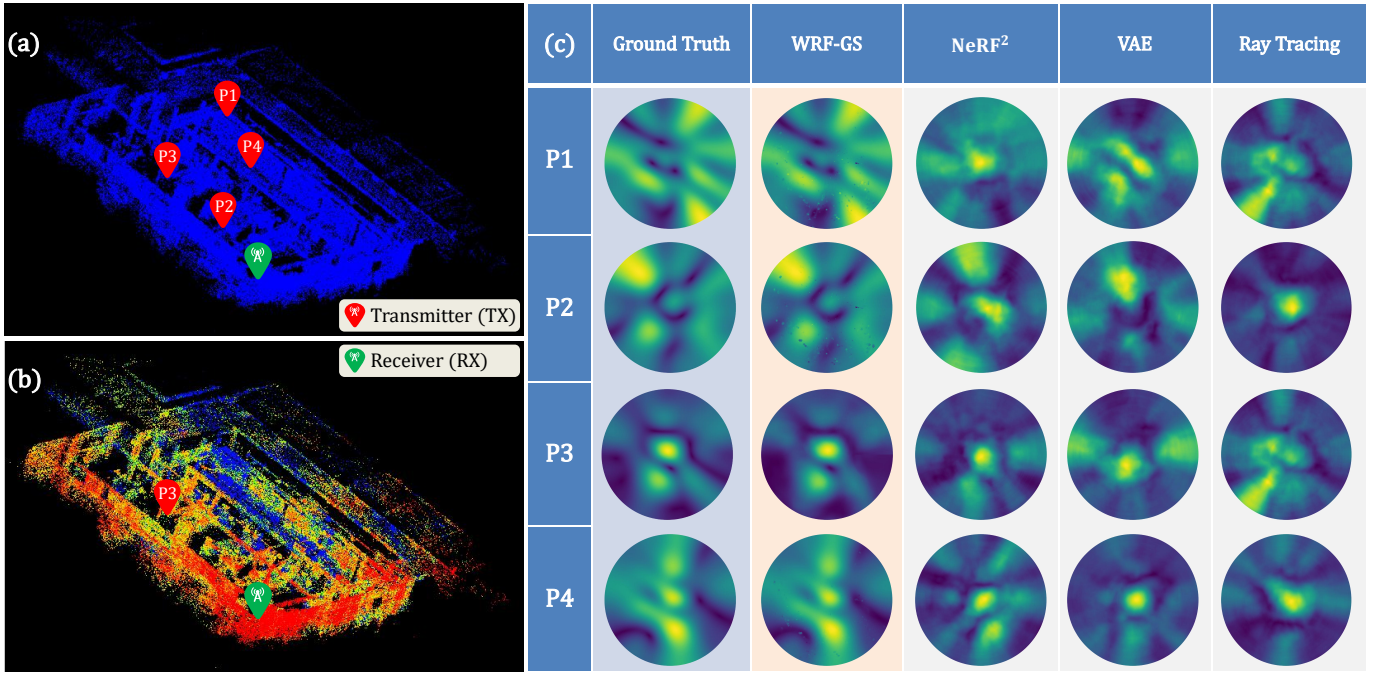 (a)
P1
P4
P3
P2
Transmitter (TX)
(b)
Receiver (RX)
P3
(c)
Ground Truth
WRF-GS
NeRF²
VAE
Ray Tracing
P1
P2
P3
P4